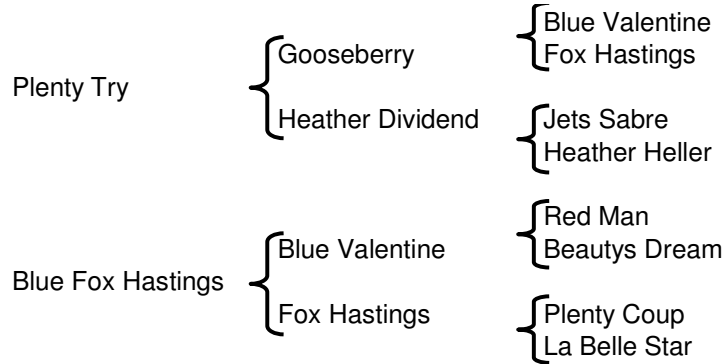 Blue Valentine
Gooseberry
Fox Hastings
Plenty Try
Heather Dividend
Jets Sabre
Heather Heller
Red Man
Blue Valentine
Beautys Dream
Blue Fox Hastings
Fox Hastings
Plenty Coup
La Belle Star